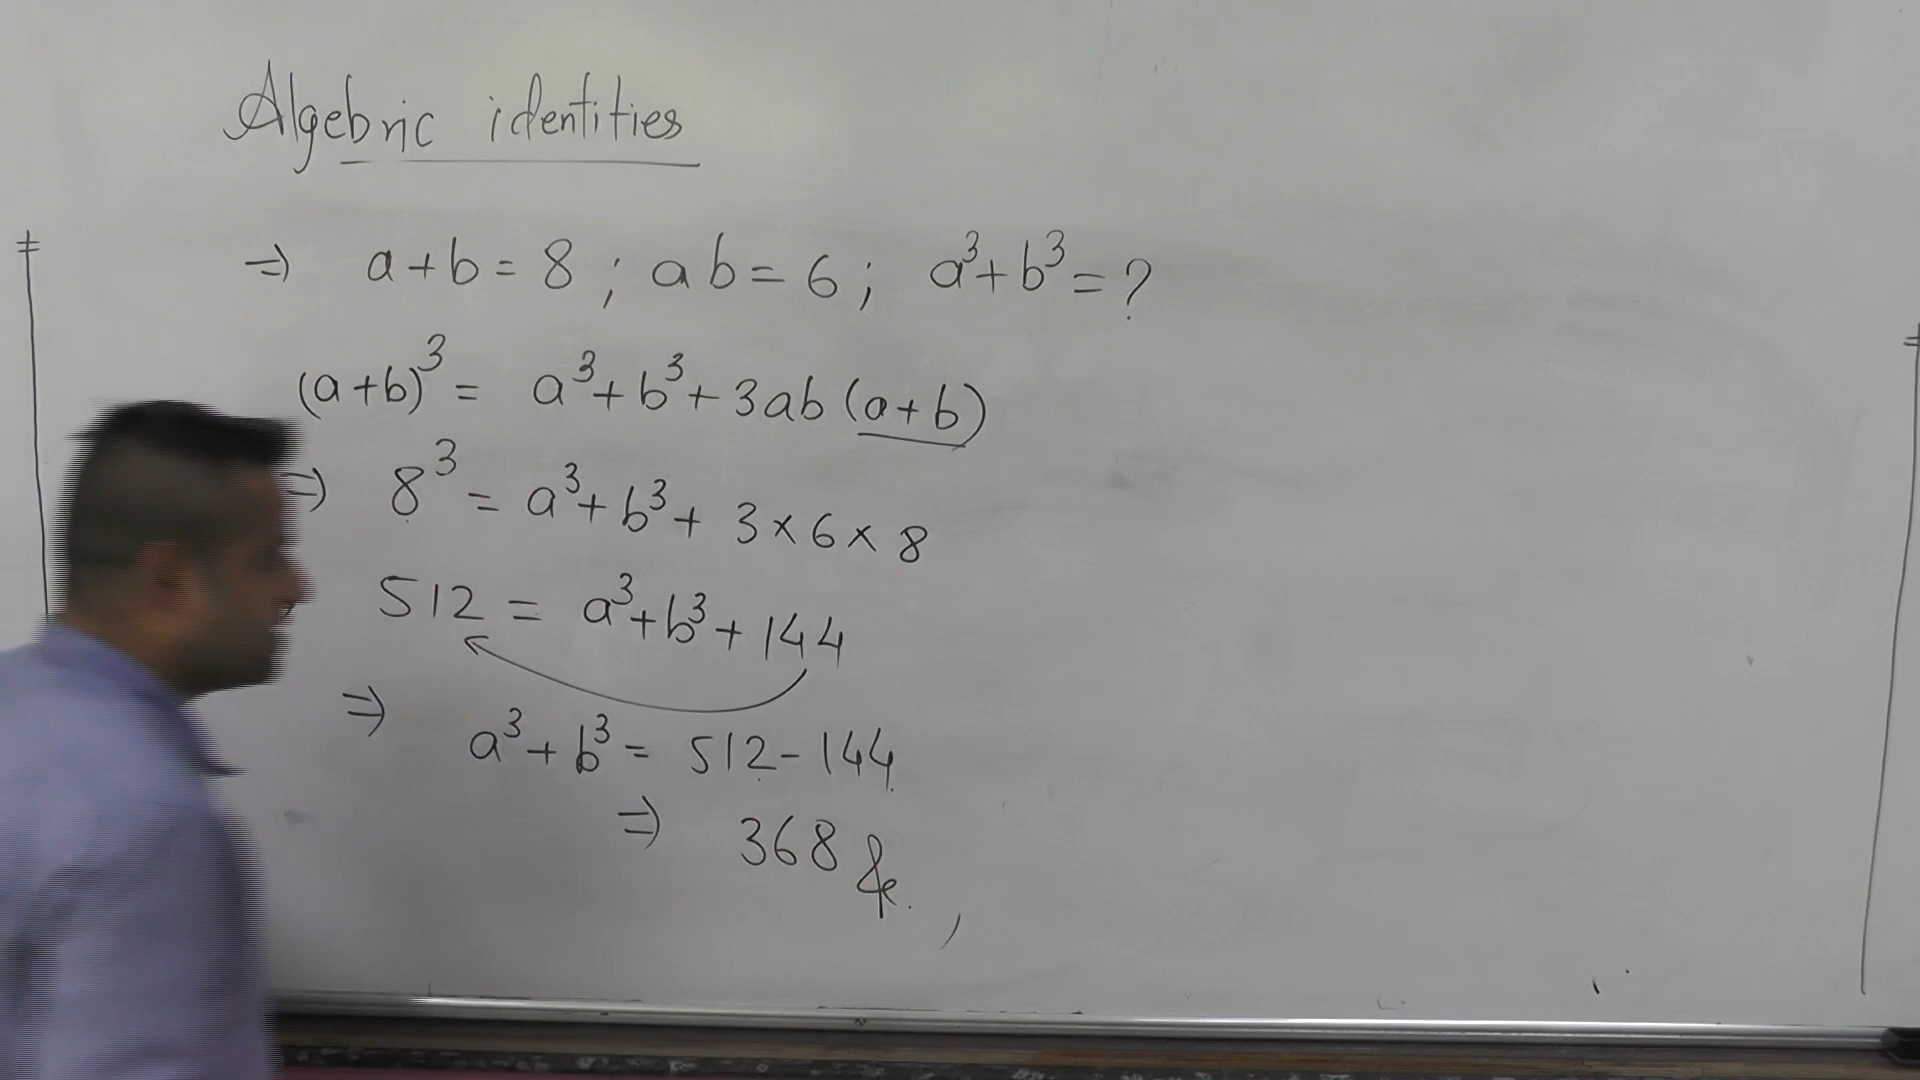 Algebric identities
⇒ a+b = 8 ; ab = 6 ; a³+b³ = ?
(a+b)³ = a³+b³+3ab(a+b)
⇒ 8³ = a³+b³+ 3×6×8
512 = a³+b³+144
⇒ a³+b³ = 512-144
⇒ 368